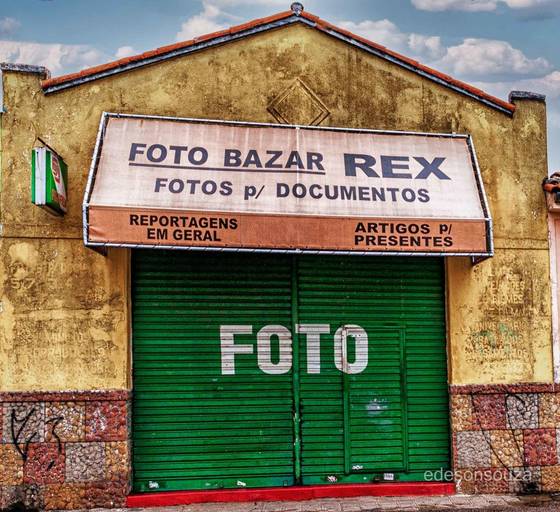 FOTO BAZAR REX
FOTOS p/ DOCUMENTOS
REPORTAGENS
EM GERAL
ARTIGOS p/
PRESENTES
FOTO
edesonsouza